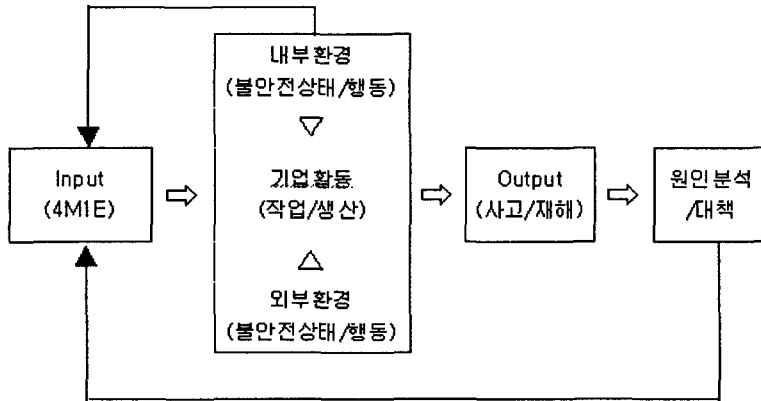 내부환경
(불안전상태/행동)
Input
(4M1E)
기업활동
(작업/생산)
Output
(사고/재해)
원인분석
/대책
외부환경
(불안전상태/행동)